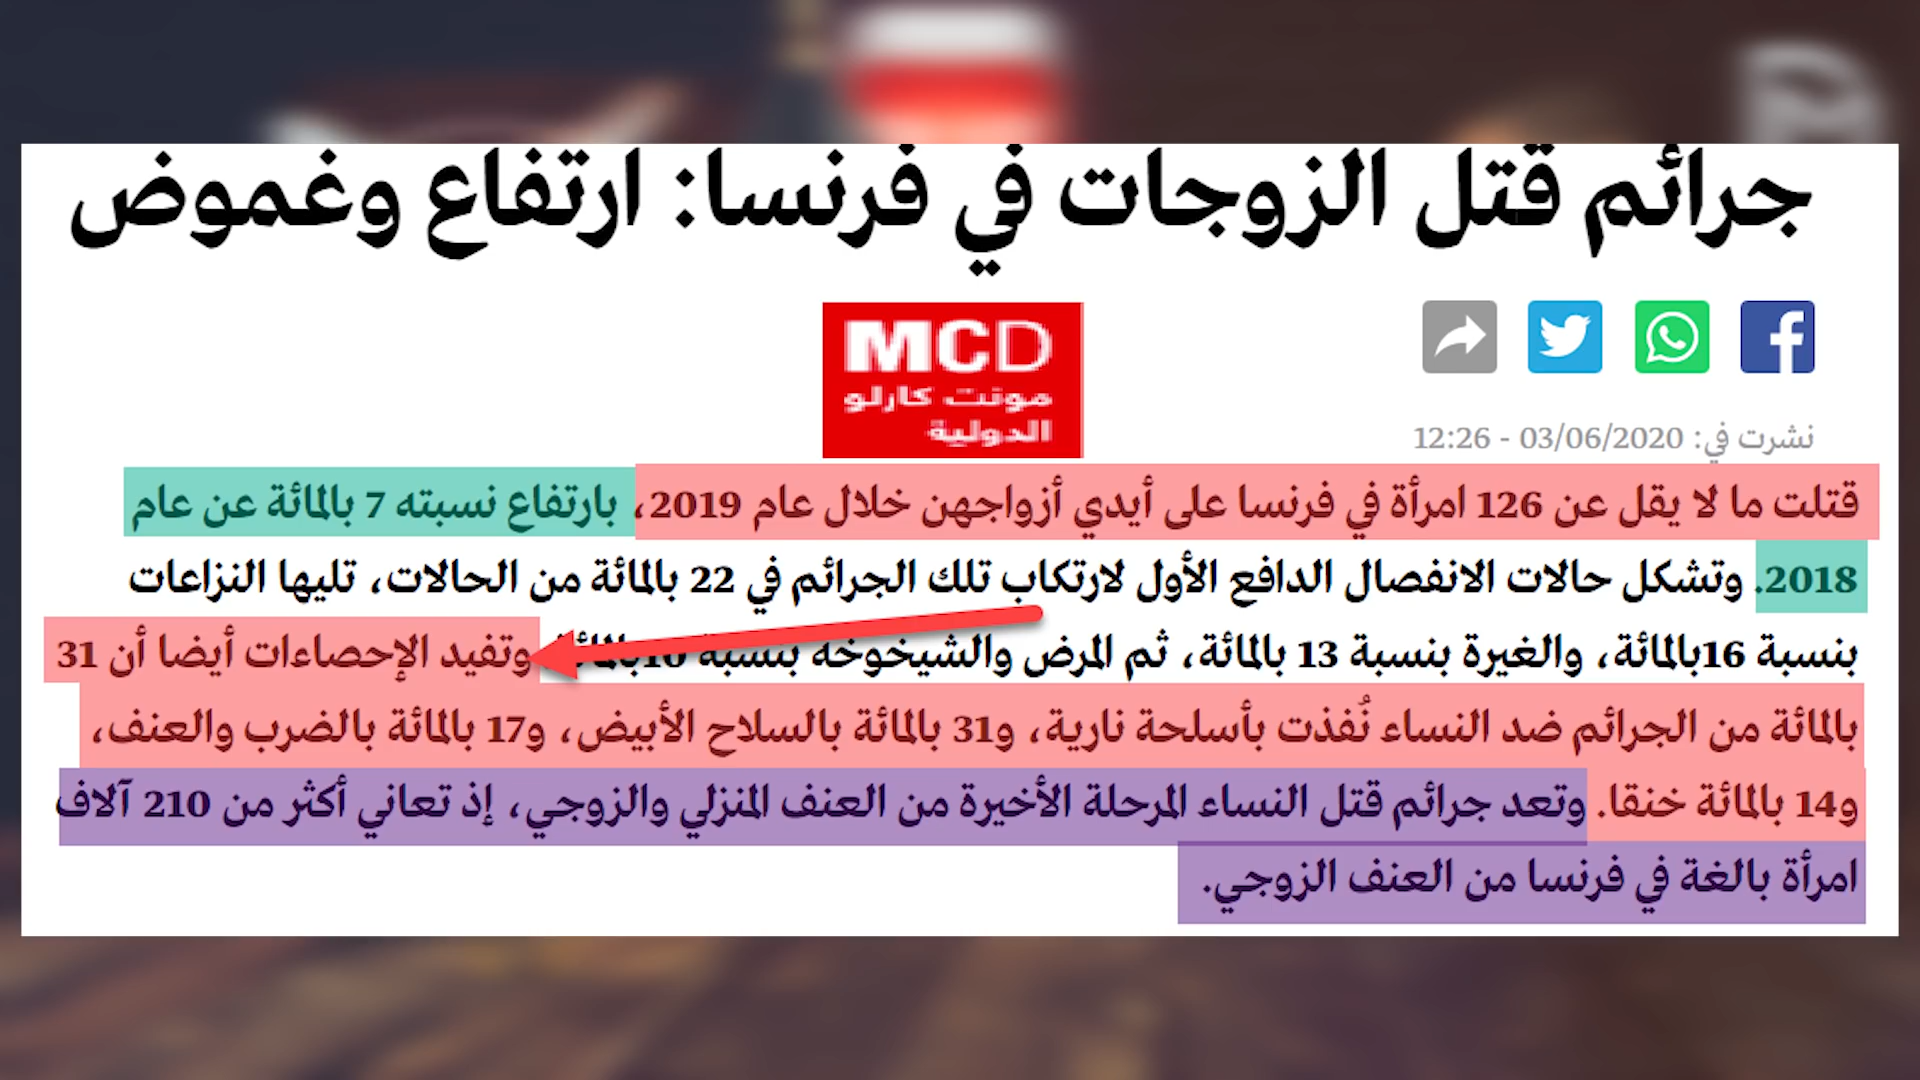 جرائم قتل الزوجات في فرنسا: ارتفاع وغموض
MCD
مونت كارلو
الدولية
نشرت في: 03/06/2020 - 12:26
قتلت ما لا يقل عن 126 امرأة في فرنسا على أيدي أزواجهن خلال عام 2019، بارتفاع نسبته 7 بالمائة عن عام
2018. وتشكل حالات الانفصال الدافع الأول لارتكاب تلك الجرائم في 22 بالمائة من الحالات، تليها النزاعات
بنسبة 16بالمائة، والغيرة بنسبة 13 بالمائة، ثم المرض والشيخوخة بنسبة 10بالمائة وتفيد الإحصاءات أيضا أن 31
بالمائة من الجرائم ضد النساء نُفذت بأسلحة نارية، و31 بالمائة بالسلاح الأبيض، و17 بالمائة بالضرب والعنف،
و14 بالمائة خنقا. وتعد جرائم قتل النساء المرحلة الأخيرة من العنف المنزلي والزوجي، إذ تعاني أكثر من 210 آلاف
امرأة بالغة في فرنسا من العنف الزوجي.